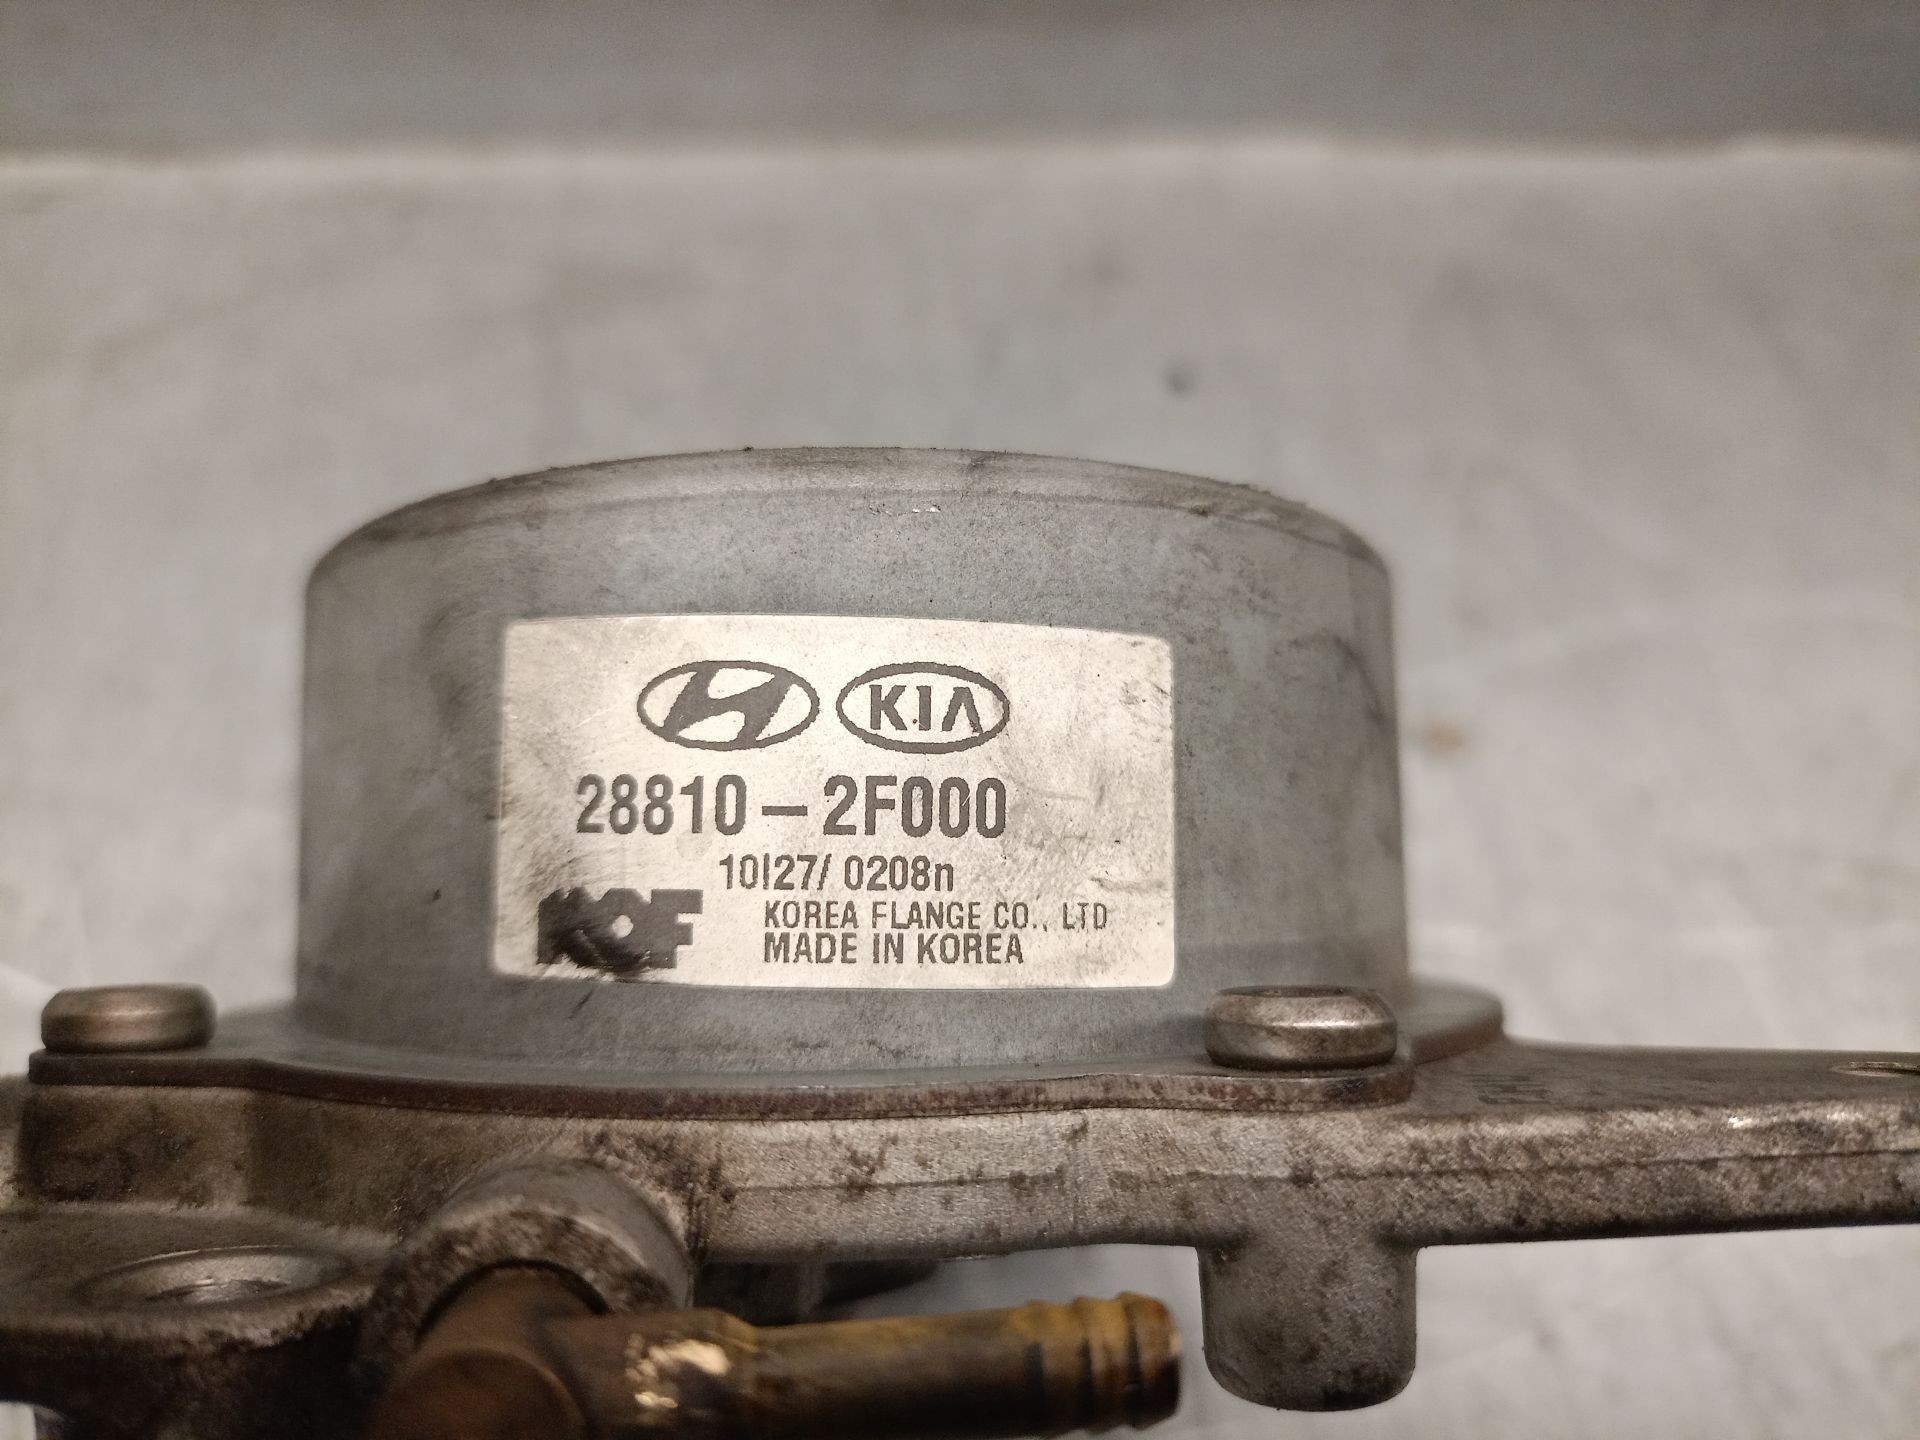 KIA
28810-2F000
10I27/ 0208n
KOF
KOREA FLANGE CO., LTD
MADE IN KOREA